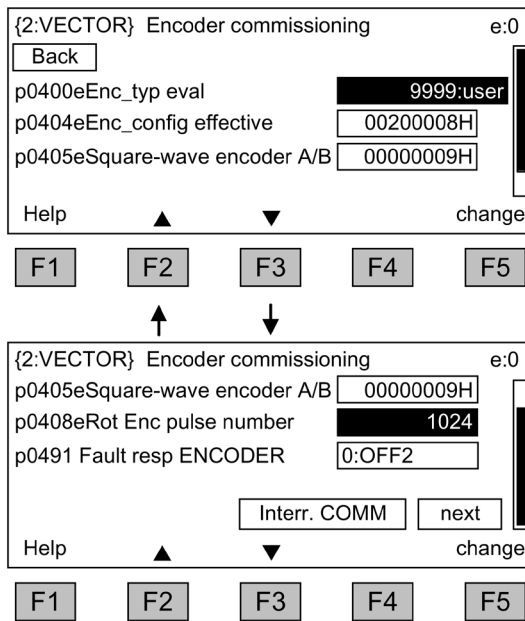 {2:VECTOR} Encoder commissioning e:0
Back
p0400eEnc_typ eval 9999:user
p0404eEnc_config effective 00200008H
p0405eSquare-wave encoder A/B 00000009H
Help ▲ ▼ change
F1 F2 F3 F4 F5
{2:VECTOR} Encoder commissioning e:0
p0405eSquare-wave encoder A/B 00000009H
p0408eRot Enc pulse number 1024
p0491 Fault resp ENCODER 0:OFF2
Interr. COMM next
Help ▲ ▼ change
F1 F2 F3 F4 F5